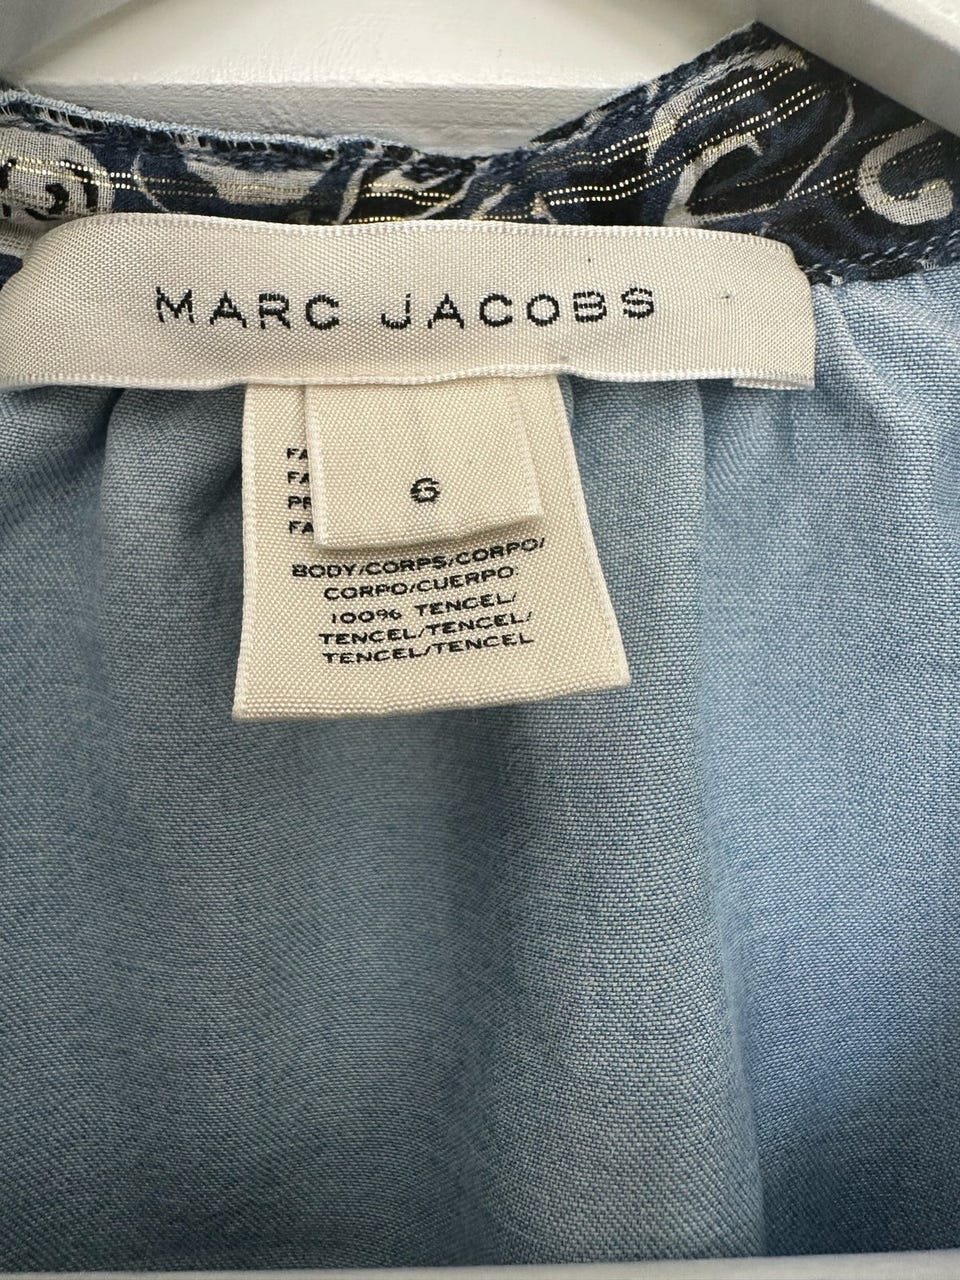 MARC JACOBS
6
BODY/CORPS/CORPO/
CORPO/CUERPO
100% TENCEL/
TENCEL/TENCEL/
TENCEL/TENCEL